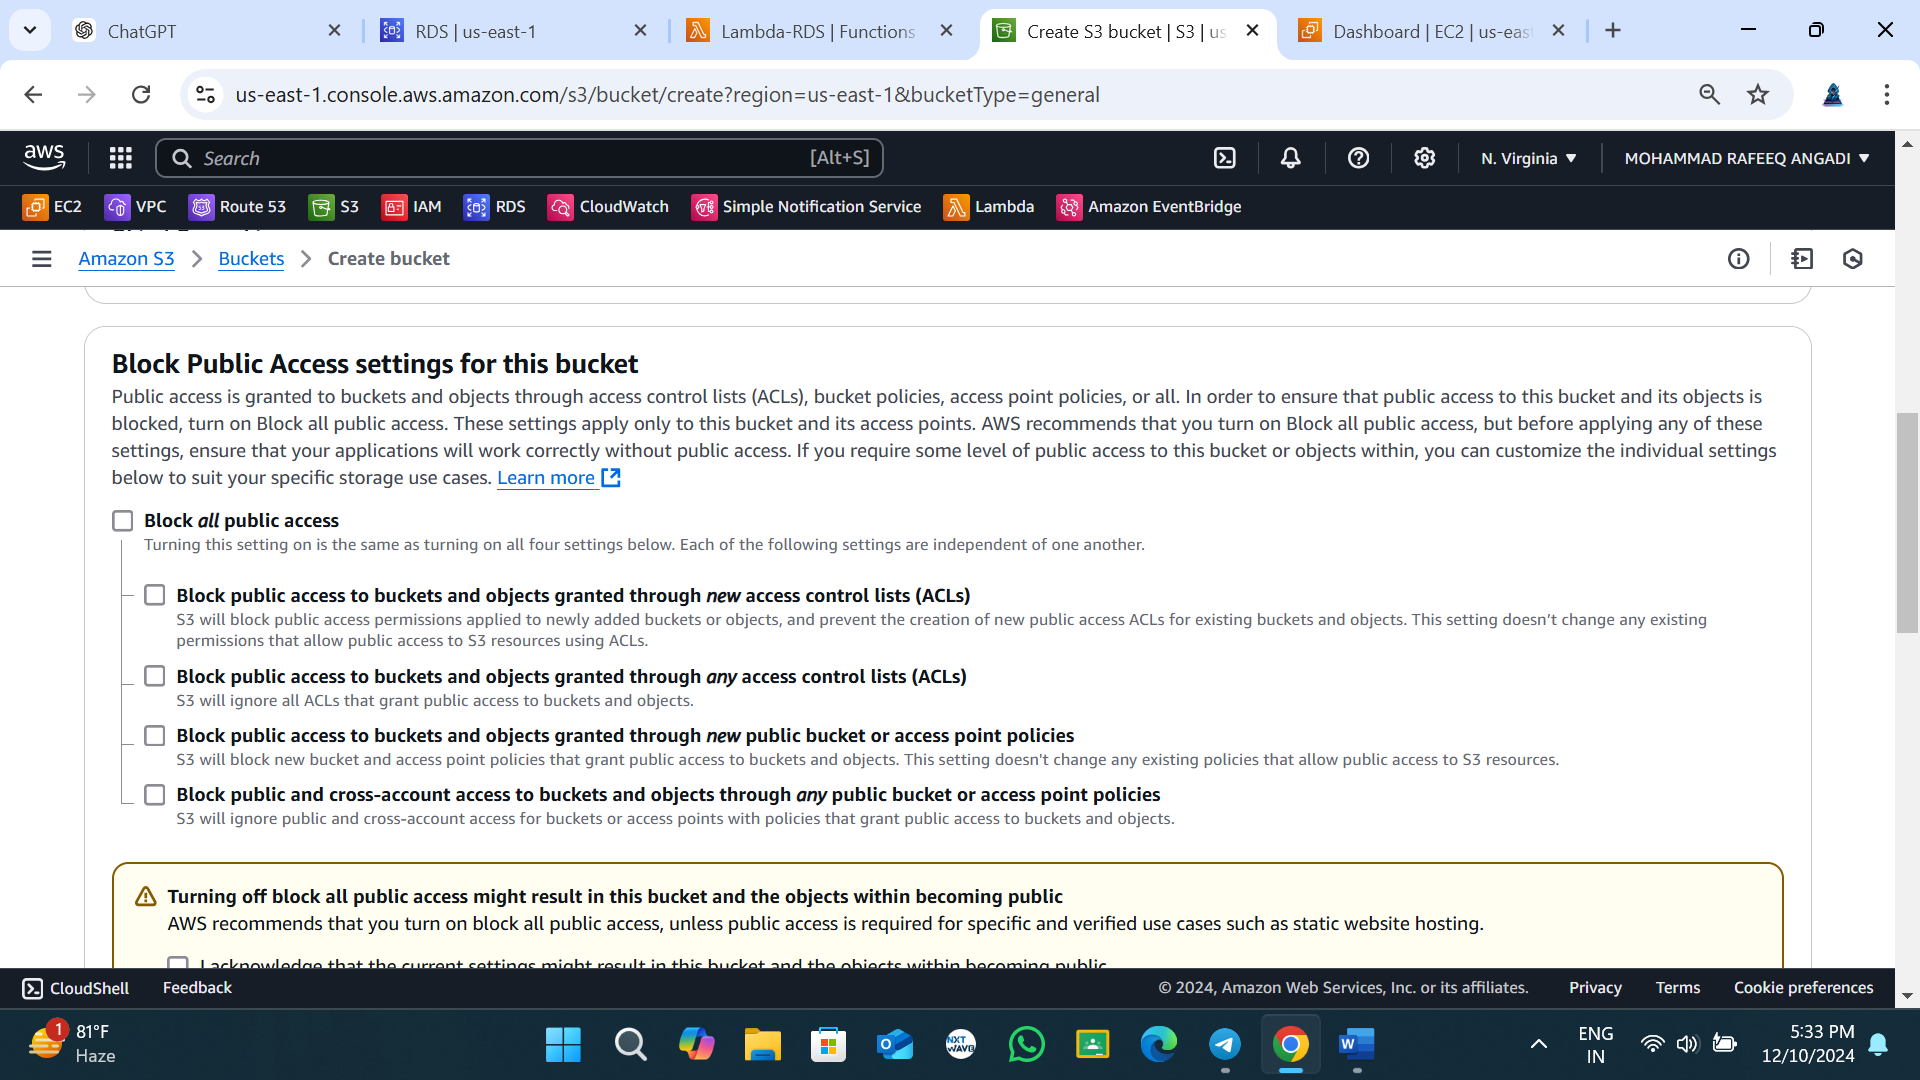 ChatGPT
RDS | us-east-1
Lambda-RDS | Functions
Create S3 bucket | S3 | us
Dashboard | EC2 | us-east
us-east-1.console.aws.amazon.com/s3/bucket/create?region=us-east-1&bucketType=general
aws
Search
[Alt+S]
N. Virginia
MOHAMMAD RAFEEQ ANGADI
EC2
VPC
Route 53
S3
IAM
RDS
CloudWatch
Simple Notification Service
Lambda
Amazon EventBridge
Amazon S3
Buckets
Create bucket
Block Public Access settings for this bucket
Public access is granted to buckets and objects through access control lists (ACLs), bucket policies, access point policies, or all. In order to ensure that public access to this bucket and its objects is
blocked, turn on Block all public access. These settings apply only to this bucket and its access points. AWS recommends that you turn on Block all public access, but before applying any of these
settings, ensure that your applications will work correctly without public access. If you require some level of public access to this bucket or objects within, you can customize the individual settings
below to suit your specific storage use cases. Learn more
Block all public access
Turning this setting on is the same as turning on all four settings below. Each of the following settings are independent of one another.
Block public access to buckets and objects granted through new access control lists (ACLs)
S3 will block public access permissions applied to newly added buckets or objects, and prevent the creation of new public access ACLs for existing buckets and objects. This setting doesn't change any existing
permissions that allow public access to S3 resources using ACLs.
Block public access to buckets and objects granted through any access control lists (ACLs)
S3 will ignore all ACLs that grant public access to buckets and objects.
Block public access to buckets and objects granted through new public bucket or access point policies
S3 will block new bucket and access point policies that grant public access to buckets and objects. This setting doesn't change any existing policies that allow public access to S3 resources.
Block public and cross-account access to buckets and objects through any public bucket or access point policies
S3 will ignore public and cross-account access for buckets or access points with policies that grant public access to buckets and objects.
Turning off block all public access might result in this bucket and the objects within becoming public
AWS recommends that you turn on block all public access, unless public access is required for specific and verified use cases such as static website hosting.
I acknowledge that the current settings might result in this bucket and the objects within becoming public.
CloudShell
Feedback
© 2024, Amazon Web Services, Inc. or its affiliates.
Privacy
Terms
Cookie preferences
1
81°F
Haze
NXT
WAVE
ENG
IN
5:33 PM
12/10/2024